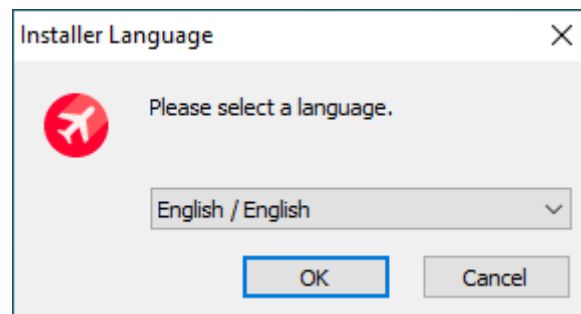 Installer Language
Please select a language.
English / English
OK
Cancel